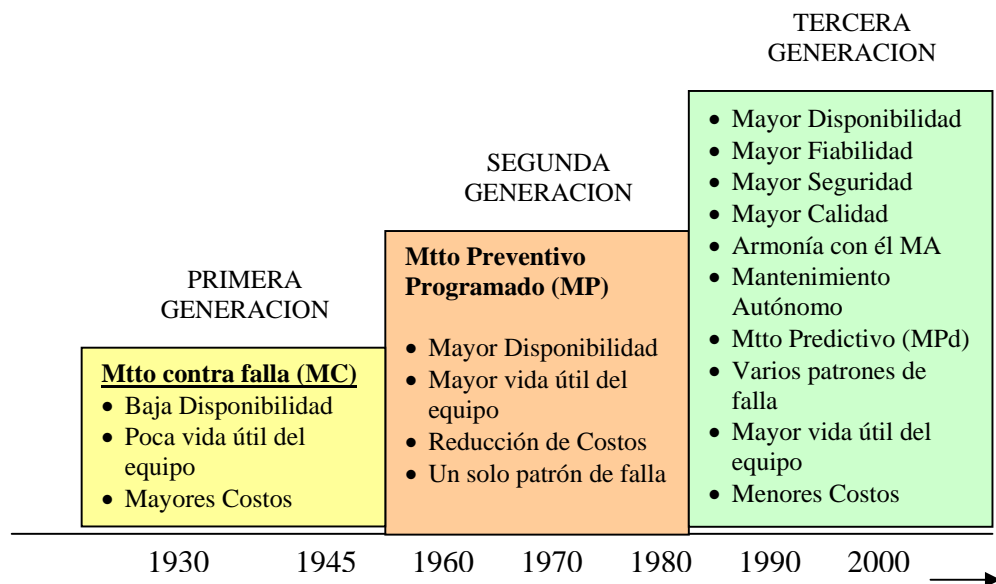 PRIMERA
GENERACION
Mtto contra falla (MC)
• Baja Disponibilidad
• Poca vida útil del
equipo
• Mayores Costos
SEGUNDA
GENERACION
Mtto Preventivo
Programado (MP)
• Mayor Disponibilidad
• Mayor vida útil del
equipo
• Reducción de Costos
• Un solo patrón de falla
TERCERA
GENERACION
• Mayor Disponibilidad
• Mayor Fiabilidad
• Mayor Seguridad
• Mayor Calidad
• Armonía con él MA
• Mantenimiento
Autónomo
• Mtto Predictivo (MPd)
• Varios patrones de
falla
• Mayor vida útil del
equipo
• Menores Costos
1930 1945 1960 1970 1980 1990 2000